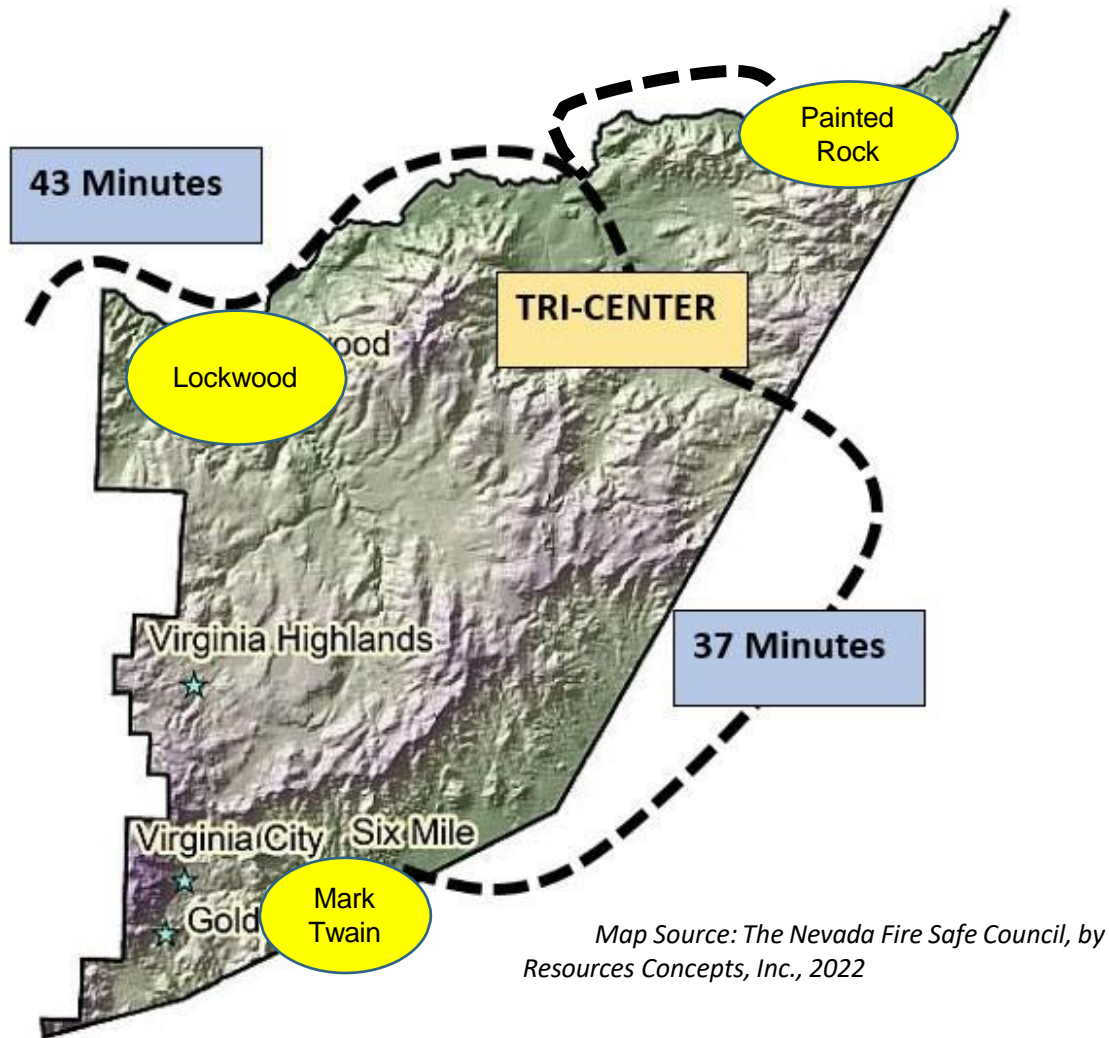 Painted
Rock
43 Minutes
TRI-CENTER
ood
Lockwood
Virginia Highlands
37 Minutes
Virginia City
Six Mile
Mark
Twain
Gold
Map Source: The Nevada Fire Safe Council, by
Resources Concepts, Inc., 2022